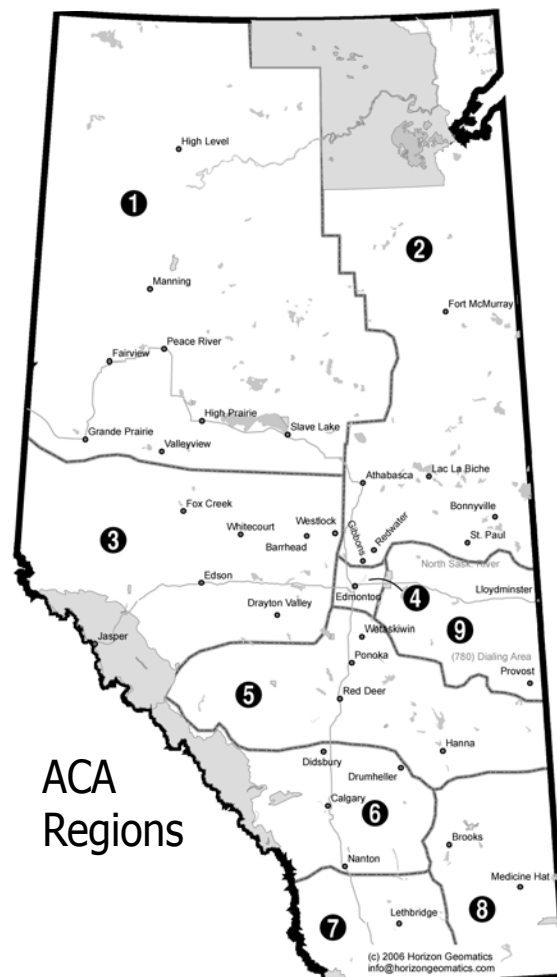 High Level
1
2
Manning
Fort McMurray
Peace River
Fairview
High Prairie
Slave Lake
Grande Prairie
Valleyview
Athabasca
Lac La Biche
Fox Creek
Bonnyville
3
Whitecourt
Westlock
Barrhead
Gibbons
Redwater
St. Paul
North Sask. River
Edson
Edmonton
4
Lloydminster
Drayton Valley
9
Wetaskiwin
Jasper
(780) Dialing Area
Ponoka
Provost
5
Red Deer
Hanna
Didsbury
Drumheller
ACA
Regions
Calgary
6
Brooks
Nanton
Medicine Hat
7
Lethbridge
8
(c) 2006 Horizon Geomatics
info@horizongeomatics.com